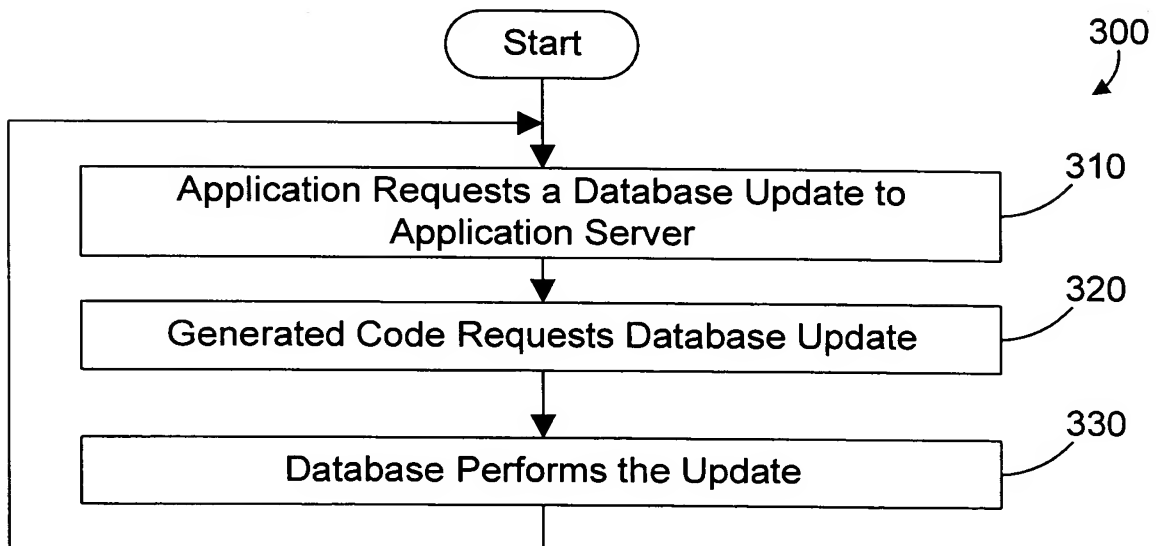 Start
300
Application Requests a Database Update to
Application Server
310
Generated Code Requests Database Update
320
Database Performs the Update
330